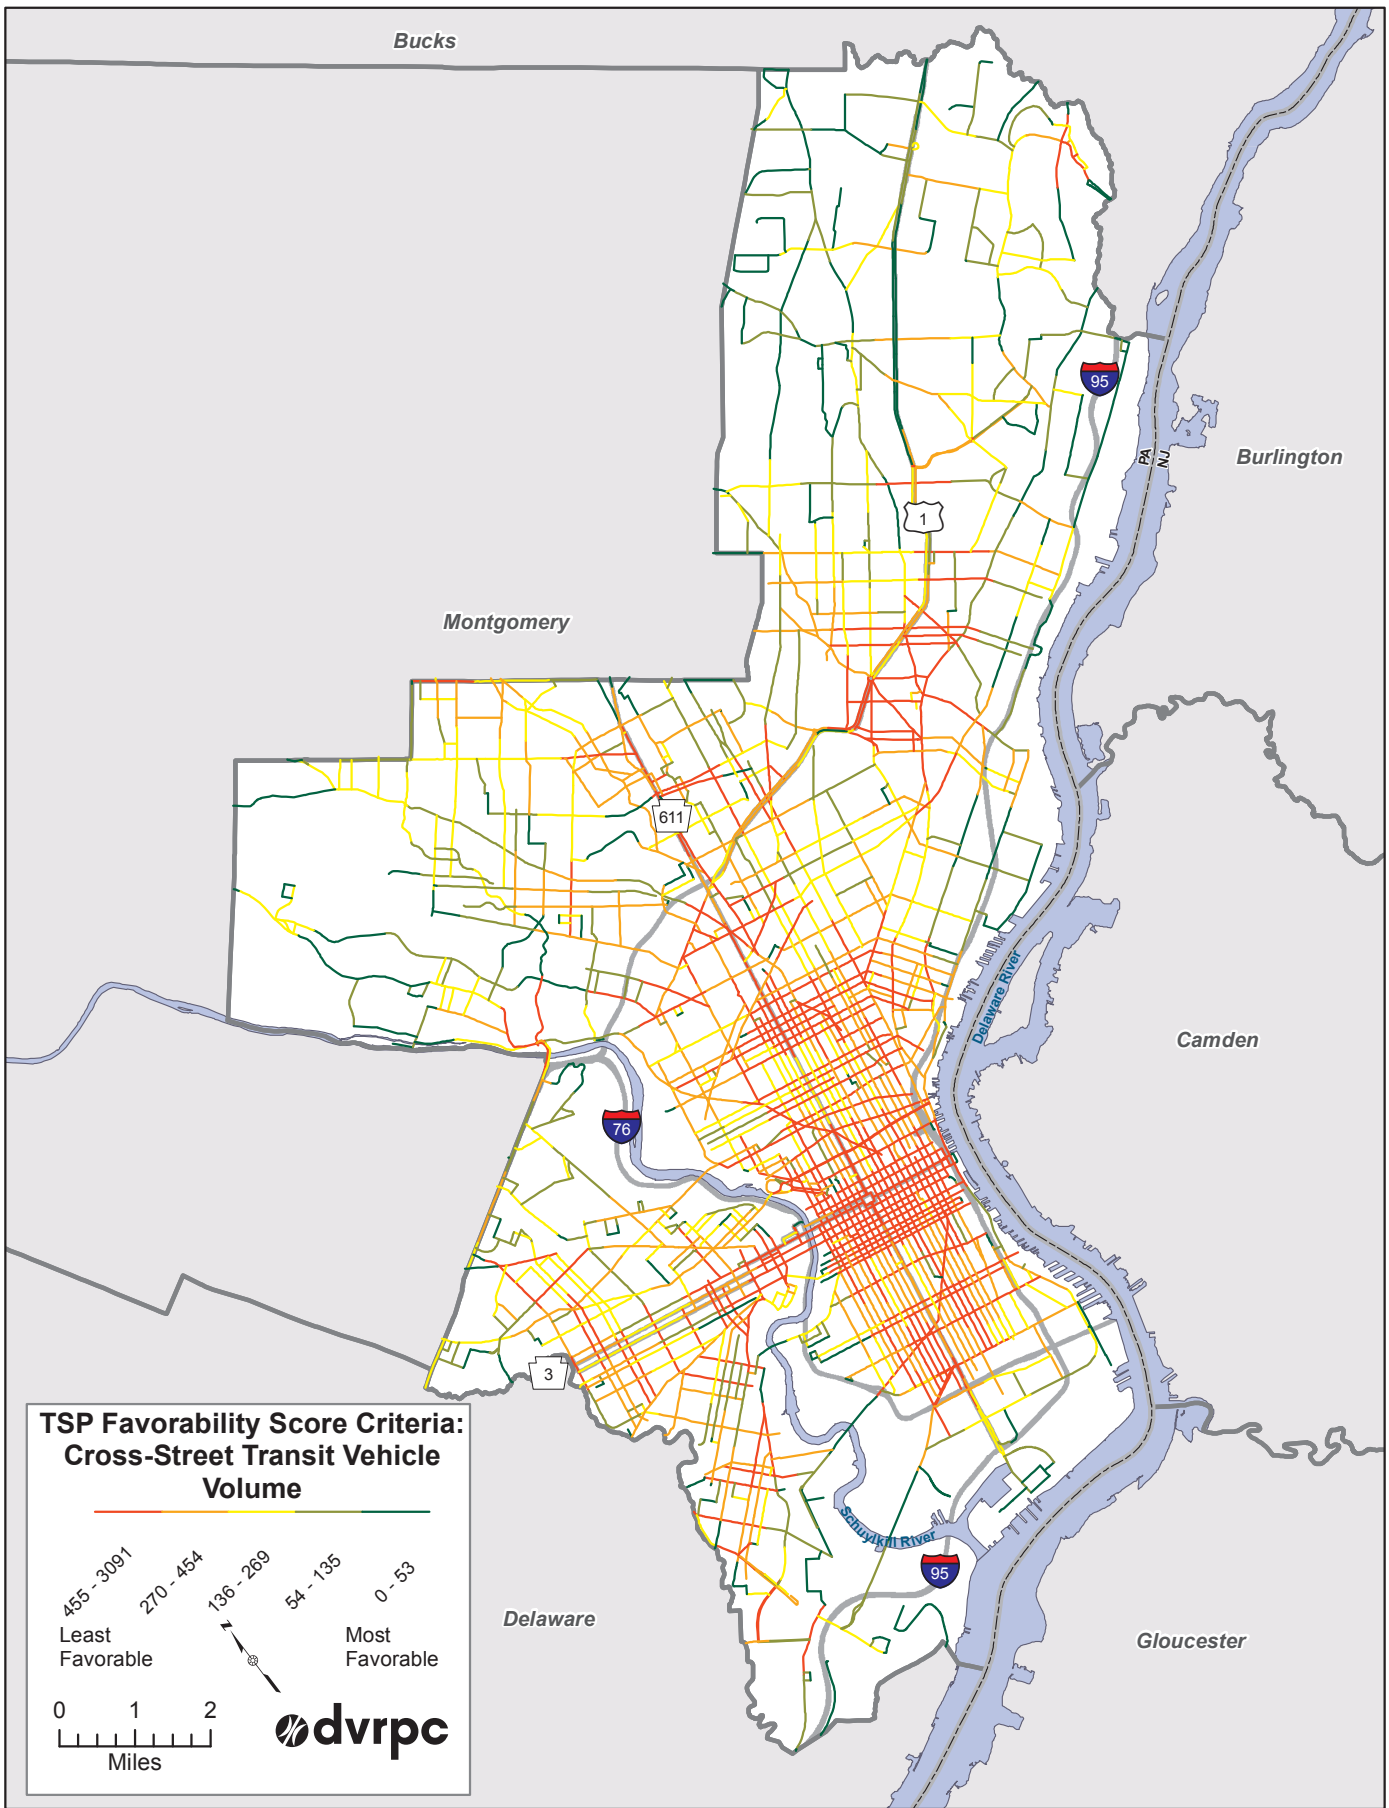 Bucks
95
PA
NJ
Burlington
1
Montgomery
611
Delaware River
Camden
76
3
TSP Favorability Score Criteria:
Cross-Street Transit Vehicle
Volume
455 - 3091
270 - 454
136 - 269
54 - 135
0 - 53
Least
Favorable
Most
Favorable
N
0 1 2
Miles
dvrpc
Schuylkill River
95
Delaware
Gloucester